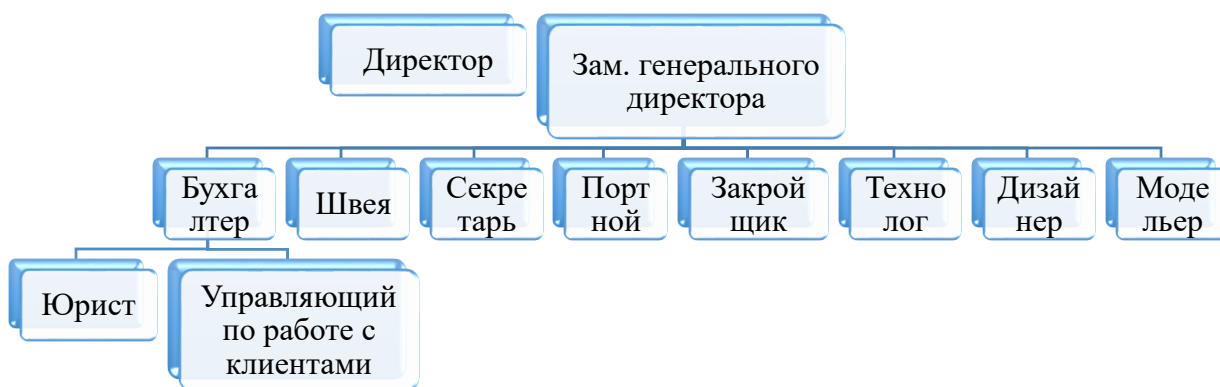 Директор
Зам. генерального
директора
Бухга
лтер
Швея
Секре
тарь
Порт
ной
Закрой
щик
Техно
лог
Дизай
нер
Моде
льер
Юрист
Управляющий
по работе с
клиентами